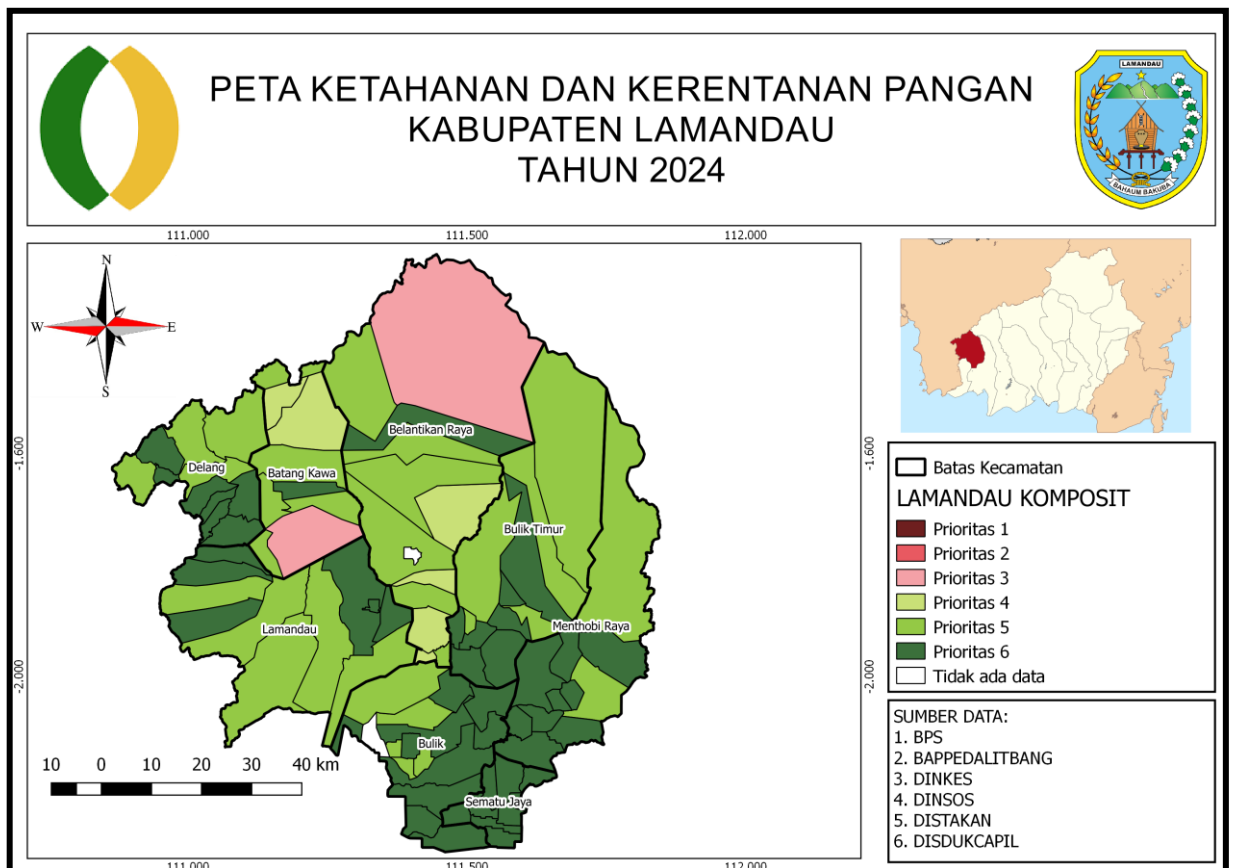 PETA KETAHANAN DAN KERENTANAN PANGAN
KABUPATEN LAMANDAU
TAHUN 2024
LAMANDAU
BAHAUM BAKUBA
111.000 111.500 112.000
N
W E
S
-1.600 -1.600
Belantikan Raya
Delang
Batang Kawa
Bulik Timur
Lamandau
Menthobi Raya
-2.000 -2.000
Bulik
Sematu Jaya
10 0 10 20 30 40 km
111.000 111.500 112.000
Batas Kecamatan
LAMANDAU KOMPOSIT
Prioritas 1
Prioritas 2
Prioritas 3
Prioritas 4
Prioritas 5
Prioritas 6
Tidak ada data
SUMBER DATA:
1. BPS
2. BAPPEDALITBANG
3. DINKES
4. DINSOS
5. DISTAKAN
6. DISDUKCAPIL